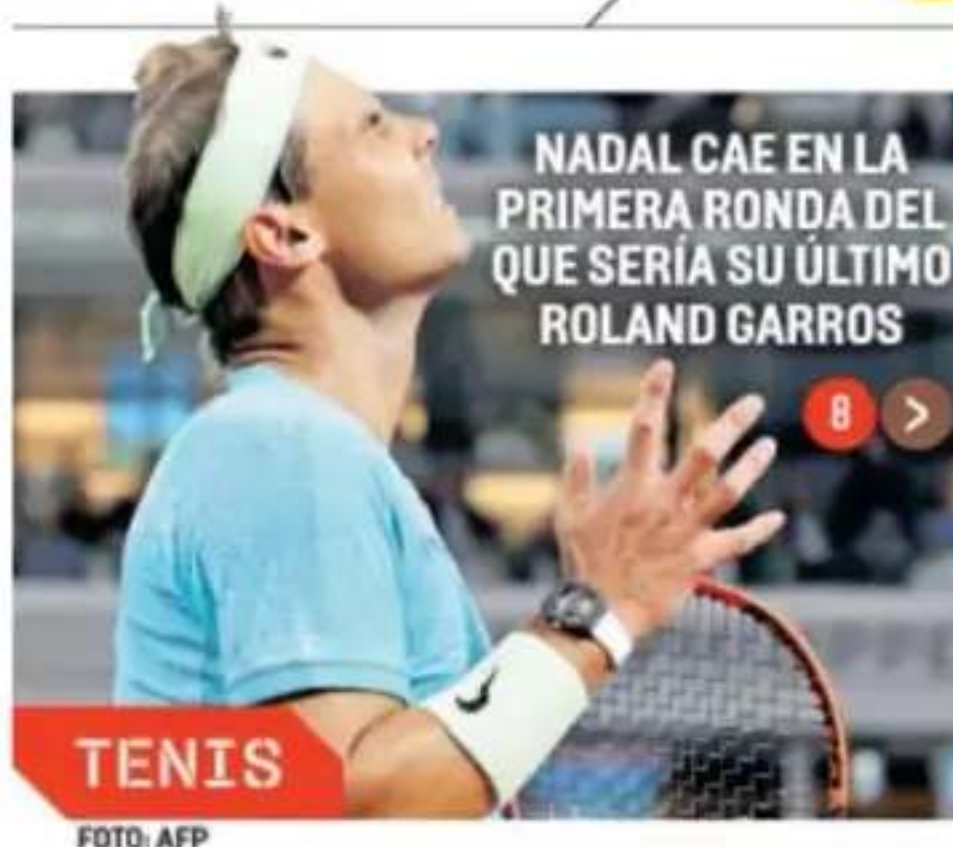 NADAL CAE EN LA
PRIMERA RONDA DEL
QUE SERÍA SU ÚLTIMO
ROLAND GARROS
8 >
TENIS
FOTO: AFP